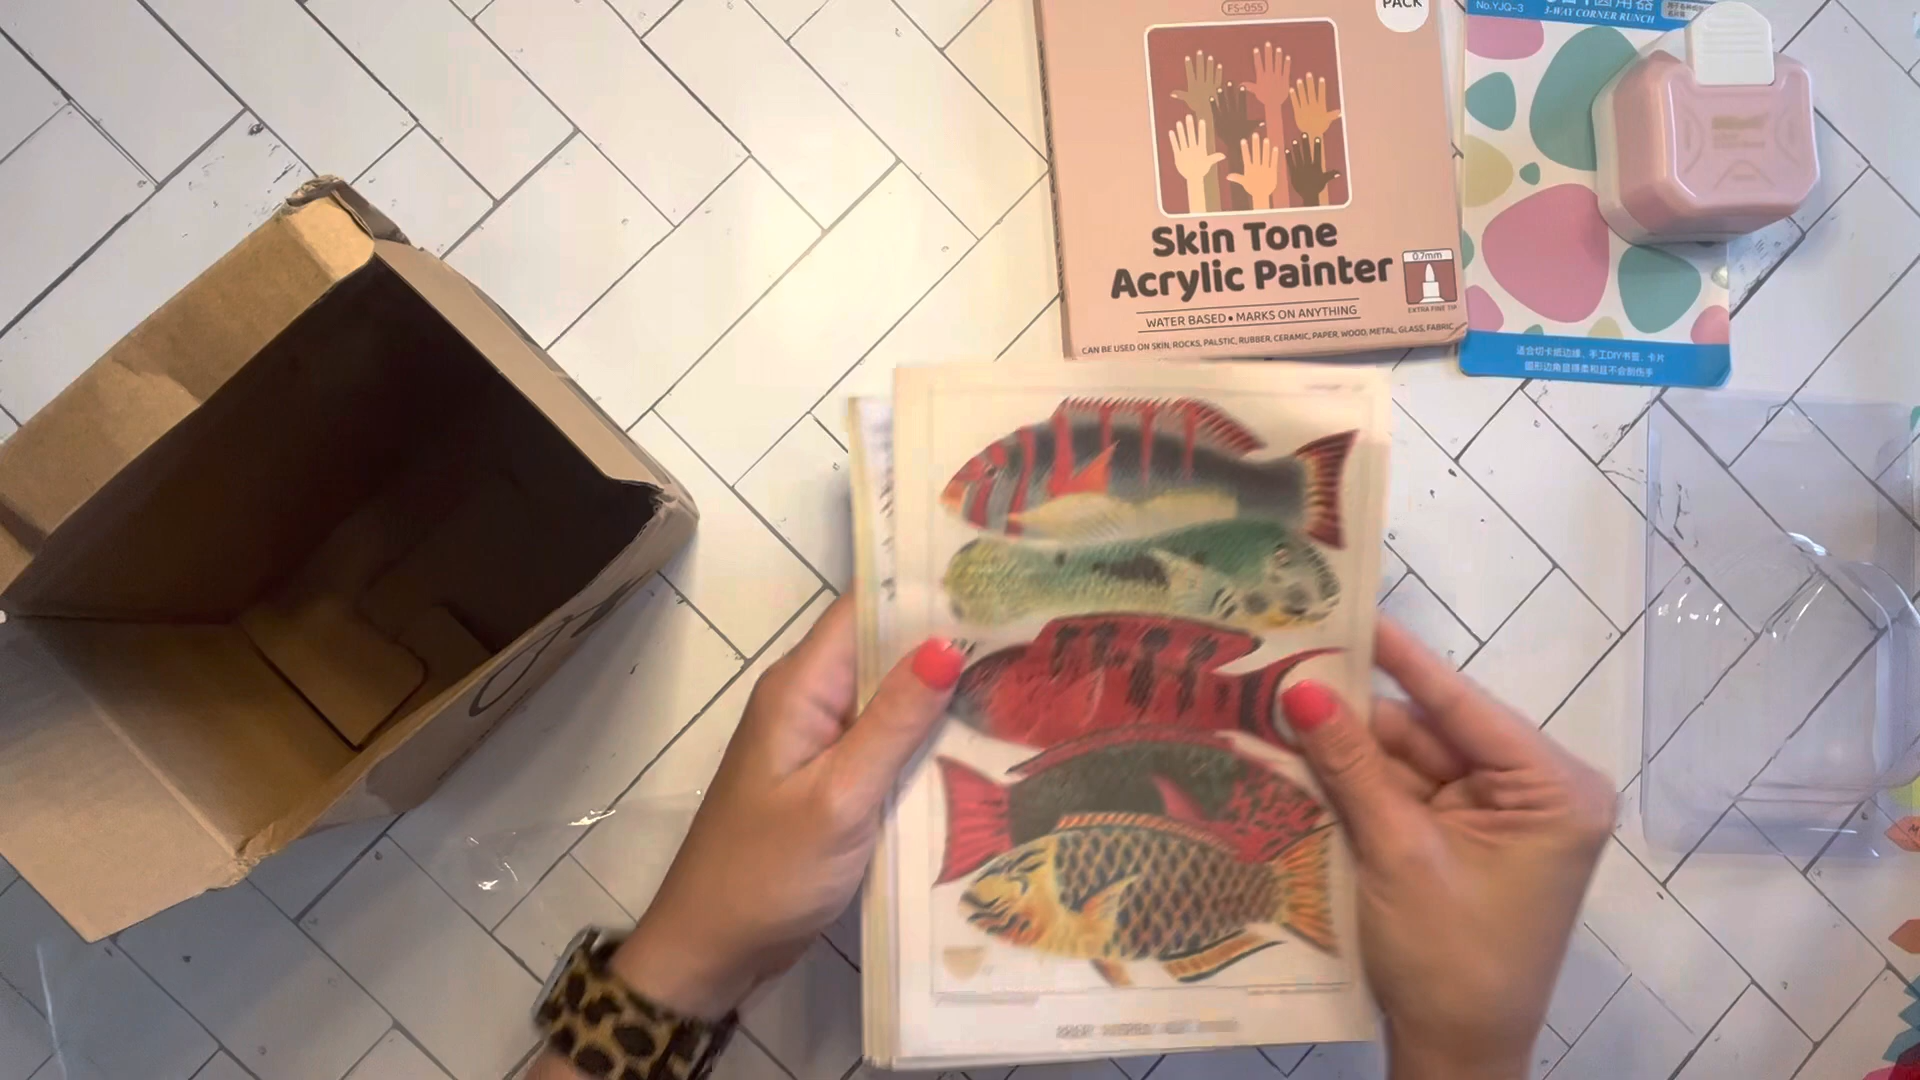 FS-055
PACK
Skin Tone
Acrylic Painter
0.7mm
EXTRA FINE TIP
WATER BASED • MARKS ON ANYTHING
CAN BE USED ON SKIN, ROCKS, PALSTIC, RUBBER, CERAMIC, PAPER, WOOD, METAL, GLASS, FABRIC
No.YJQ-3
3-WAY CORNER RUNCH
适合切卡纸边缘、手工DIY书签、卡片
圆形边角显得柔和且不会割伤手